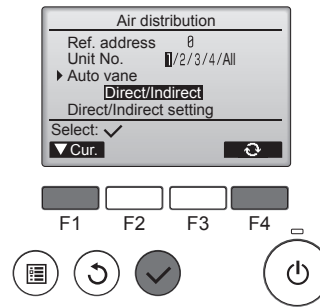 Air distribution
Ref. address 0
Unit No. 1/2/3/4/All
Auto vane
Direct/Indirect
Direct/Indirect setting
Select:
Cur.
F1 F2 F3 F4